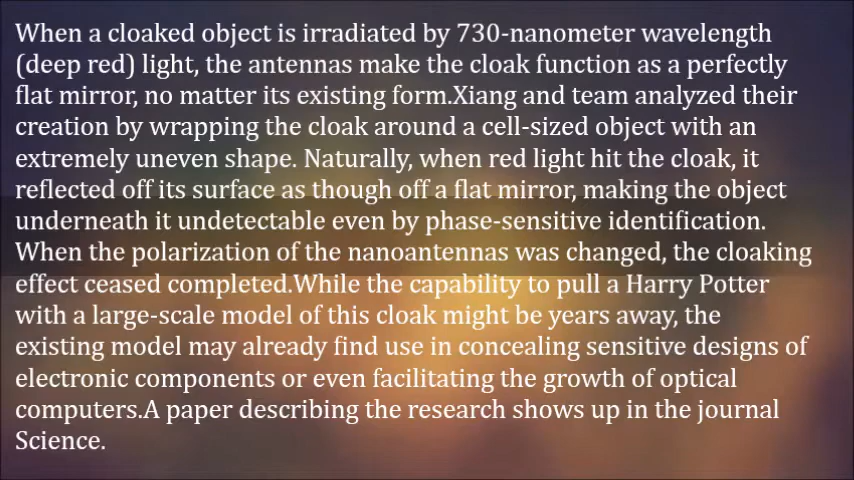 When a cloaked object is irradiated by 730-nanometer wavelength
(deep red) light, the antennas make the cloak function as a perfectly
flat mirror, no matter its existing form.Xiang and team analyzed their
creation by wrapping the cloak around a cell-sized object with an
extremely uneven shape. Naturally, when red light hit the cloak, it
reflected off its surface as though off a flat mirror, making the object
underneath it undetectable even by phase-sensitive identification.
When the polarization of the nanoantennas was changed, the cloaking
effect ceased completed.While the capability to pull a Harry Potter
with a large-scale model of this cloak might be years away, the
existing model may already find use in concealing sensitive designs of
electronic components or even facilitating the growth of optical
computers.A paper describing the research shows up in the journal
Science.